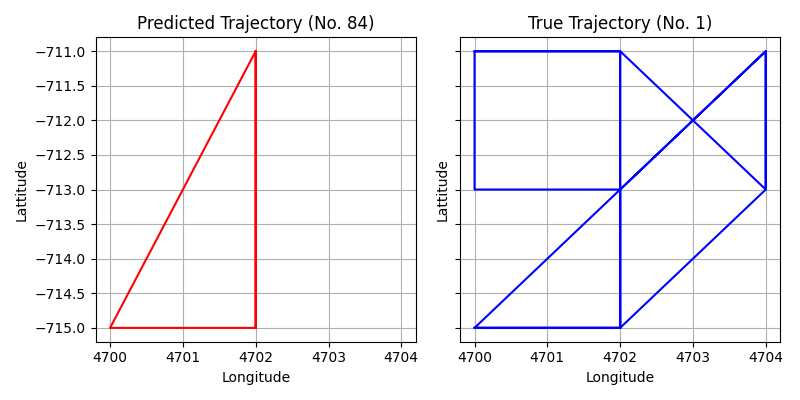 Predicted Trajectory (No. 84)
True Trajectory (No. 1)
Lattitude
−711.0
−711.5
−712.0
−712.5
−713.0
−713.5
−714.0
−714.5
−715.0
4700 4701 4702 4703 4704
Longitude
Lattitude
4700 4701 4702 4703 4704
Longitude